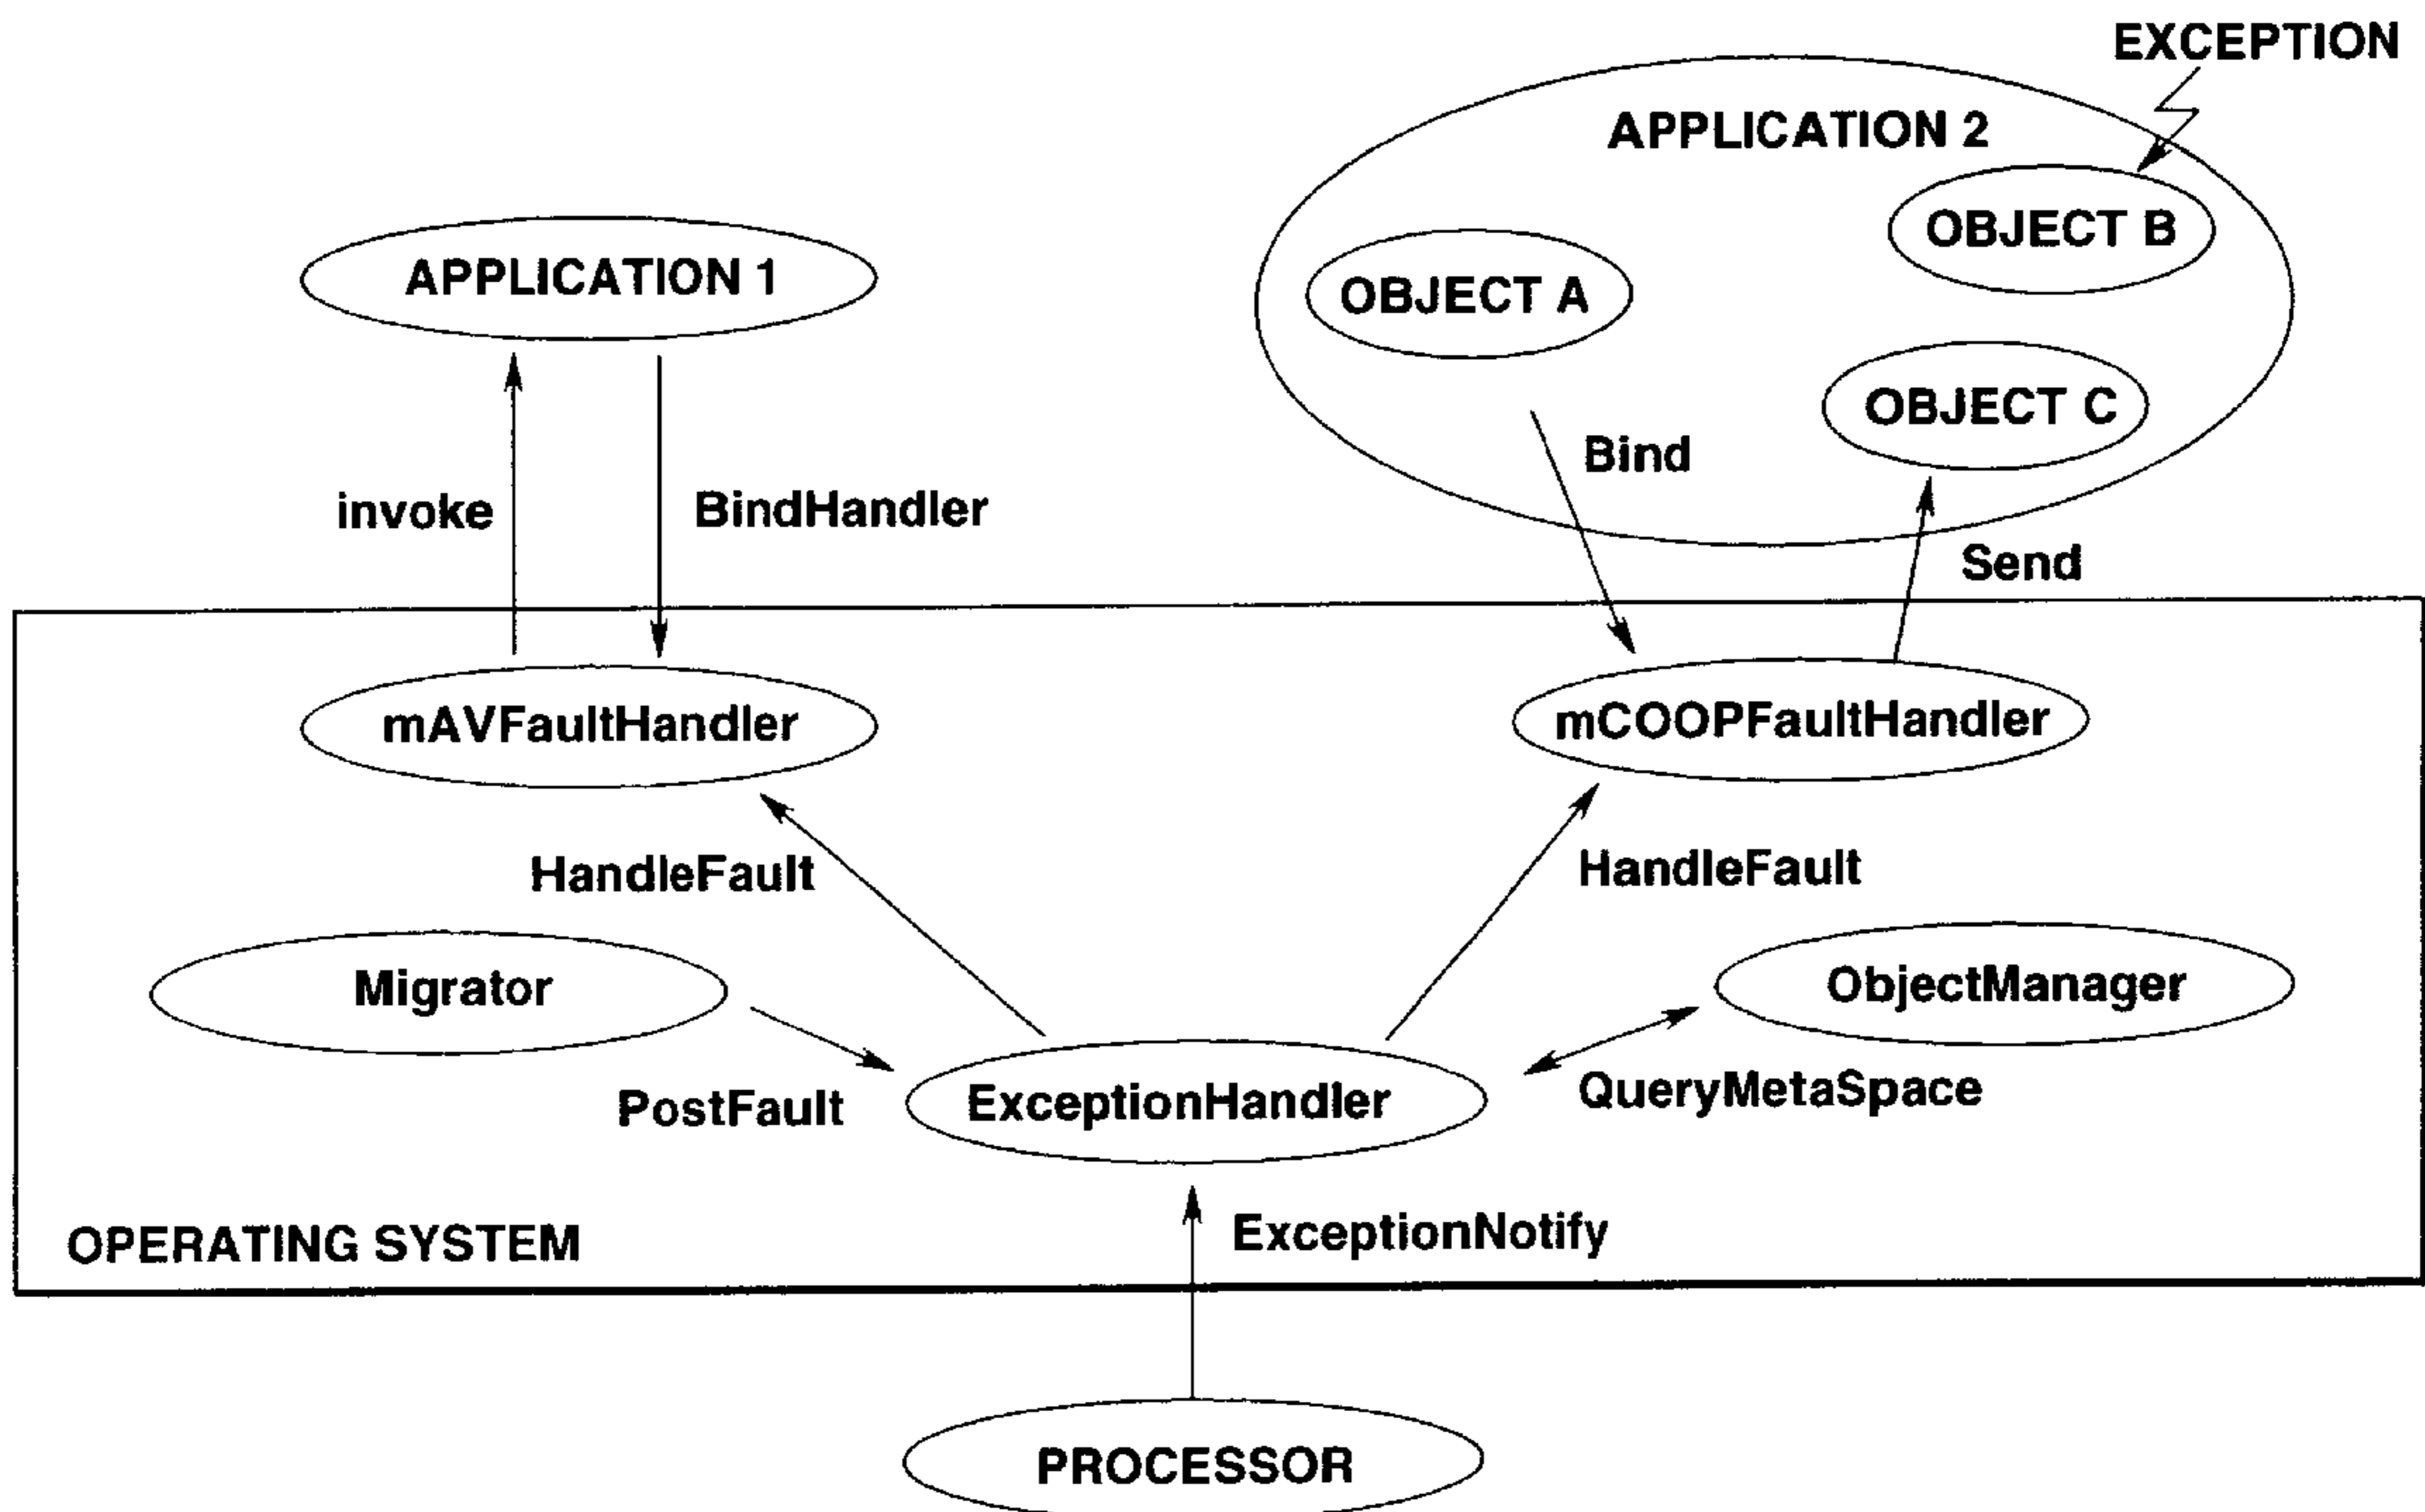 EXCEPTION
APPLICATION 2
OBJECT B
APPLICATION 1
OBJECT A
OBJECT C
Bind
invoke
BindHandler
Send
mAVFaultHandler
mCOOPFaultHandler
HandleFault
HandleFault
Migrator
ObjectManager
PostFault
ExceptionHandler
QueryMetaSpace
OPERATING SYSTEM
ExceptionNotify
PROCESSOR